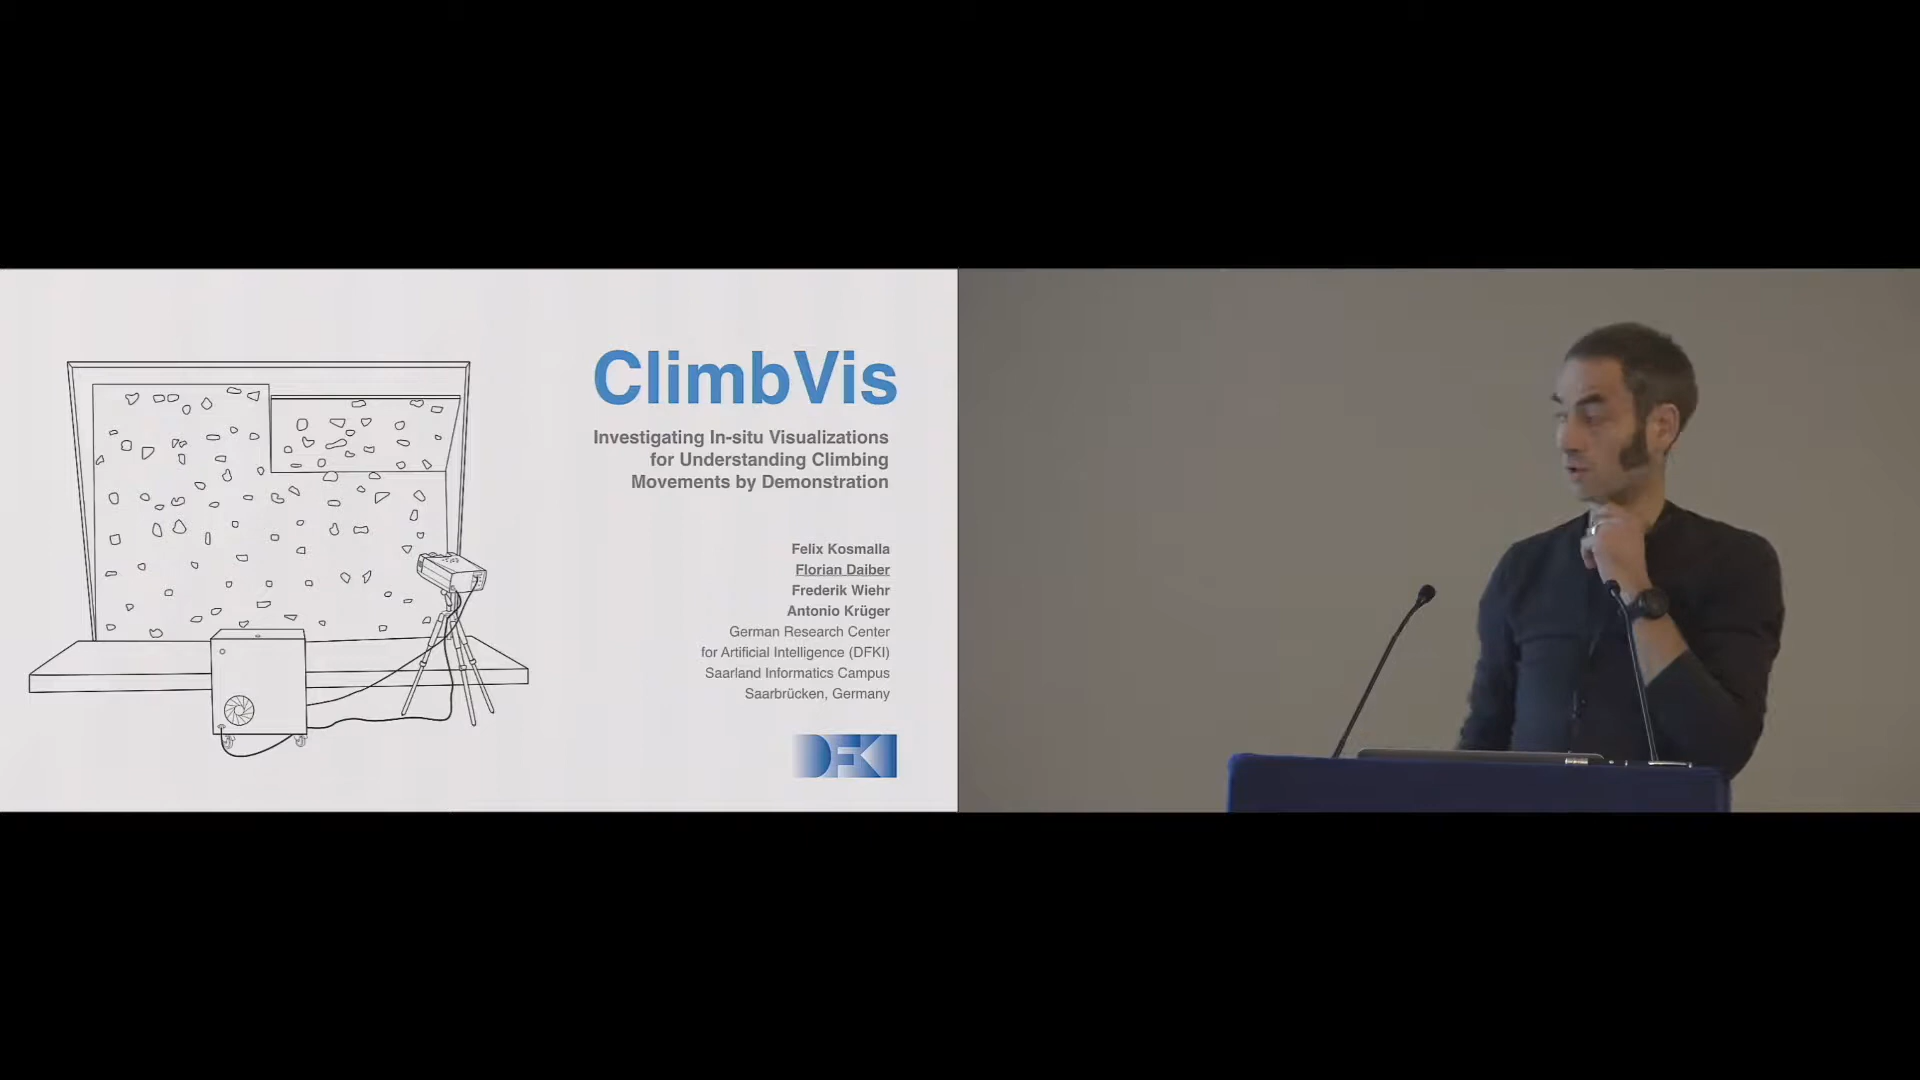 ClimbVis
Investigating In-situ Visualizations
for Understanding Climbing
Movements by Demonstration
Felix Kosmalla
Florian Daiber
Frederik Wiehr
Antonio Krüger
German Research Center
for Artificial Intelligence (DFKI)
Saarland Informatics Campus
Saarbrücken, Germany
DFKI